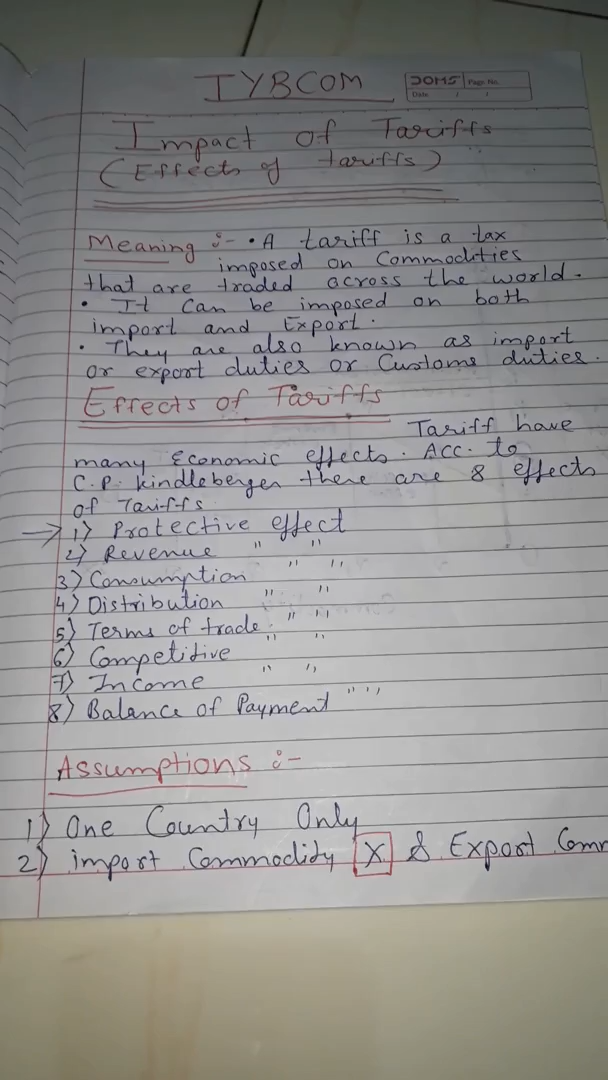 TYBCOM
DOMS Page No.
Date / /
Impact of Tariffs
(Effects of tariffs)
Meaning :- • A tariff is a tax
imposed on Commodities
that are traded across the world.
• It Can be imposed on both
import and Export.
• They are also known as import
or export duties or Customs duties.
Effects of Tariffs
Tariff have
many Economic effects. Acc. to
C.P. Kindleberger there are 8 effects
of Tariffs.
→ 1) Protective effect
2) Revenue " "
3) Consumption " "
4) Distribution " "
5) Terms of trade " "
6) Competitive " "
7) Income " "
8) Balance of Payment " "
Assumptions :-
1) One Country Only
2) import Commodity X & Export Comm